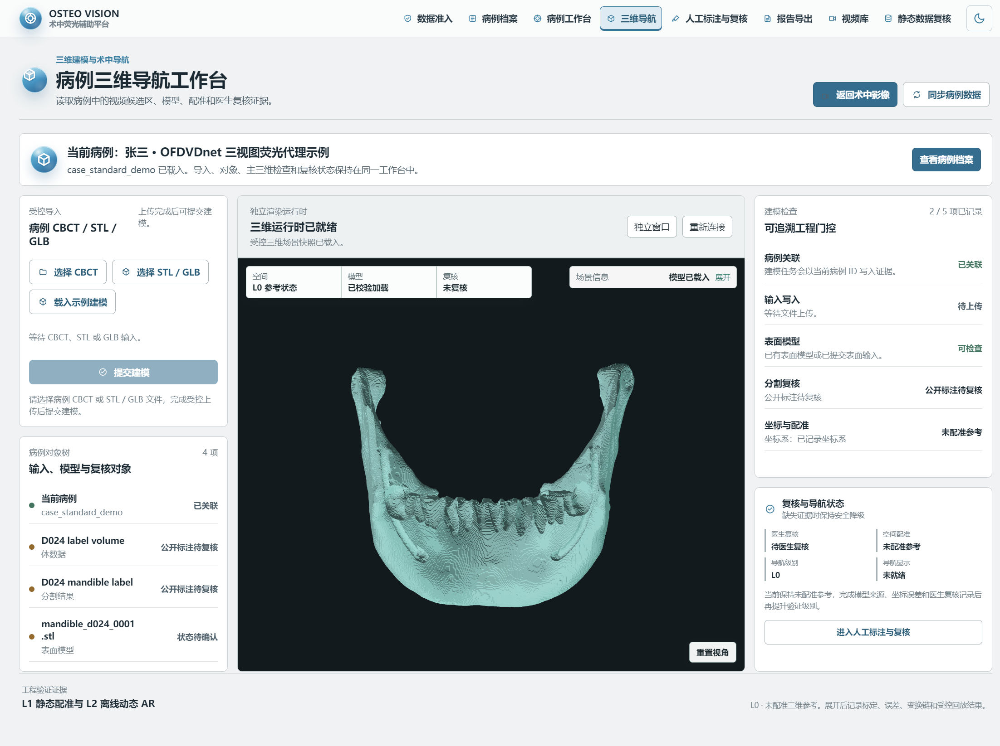 OSTEO VISION
术中荧光辅助平台
数据准入
病例档案
病例工作台
三维导航
人工标注与复核
报告导出
视频库
静态数据复核
三维建模与术中导航
病例三维导航工作台
读取病例中的视频候选区、模型、配准和医生复核证据。
返回术中影像
同步病例数据
当前病例：张三 • OFDVDnet 三视图荧光代理示例
case_standard_demo 已载入。导入、对象、主三维检查和复核状态保持在同一工作台中。
查看病例档案
受控导入
病例 CBCT / STL /
GLB
上传完成后可提交建
模。
选择 CBCT
选择 STL / GLB
载入示例建模
等待 CBCT、STL 或 GLB 输入。
提交建模
请选择病例 CBCT 或 STL / GLB 文件，完成受控上
传后提交建模。
病例对象树
4 项
输入、模型与复核对象
当前病例
case_standard_demo
已关联
D024 label volume
体数据
公开标注待复核
D024 mandible label
分割结果
公开标注待复核
mandible_d024_0001
.stl
表面模型
状态待确认
独立渲染运行时
三维运行时已就绪
受控三维场景快照已载入。
独立窗口
重新连接
空间
L0 参考状态
模型
已校验加载
复核
未复核
场景信息
模型已载入
展开
重置视角
建模检查
2 / 5 项已记录
可追溯工程门控
病例关联
建模任务会以当前病例 ID 写入证据。
已关联
输入写入
等待文件上传。
待上传
表面模型
已有表面模型或已提交表面输入。
可检查
分割复核
公开标注待复核
公开标注待复核
坐标与配准
坐标系：已记录坐标系
未配准参考
复核与导航状态
缺失证据时保持安全降级
医生复核
待医生复核
空间配准
未配准参考
导航级别
L0
导航显示
未就绪
当前保持未配准参考，完成模型来源、坐标误差和医生复核记录后
再提升验证级别。
进入人工标注与复核
工程验证证据
L1 静态配准与 L2 离线动态 AR
L0 · 未配准三维参考。展开后记录标定、误差、变换链和受控回放结果。